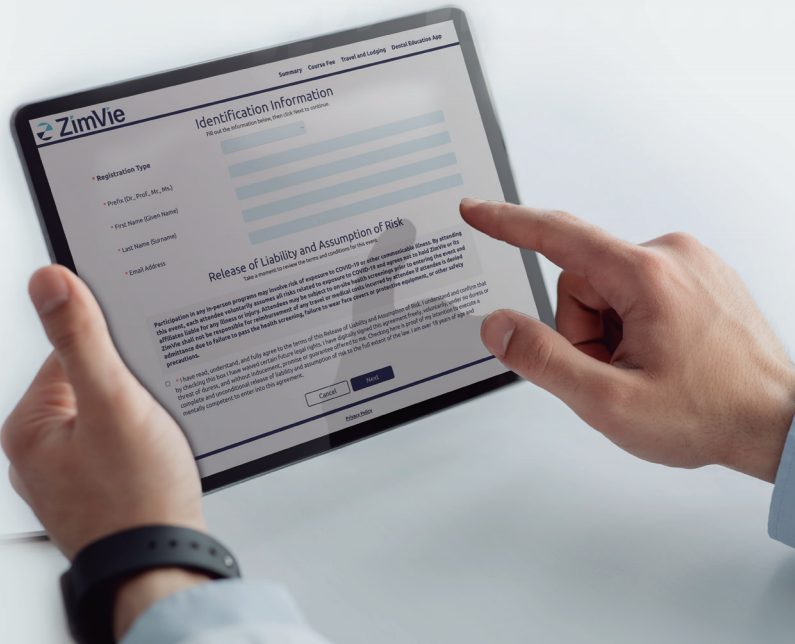 ZimVie
Summary Course Fee Travel and Lodging Dental Education App
Identification Information
Fill out the information below, then click Next to continue.
* Registration Type
* Prefix (Dr., Prof., Mr., Ms.)
* First Name (Given Name)
* Last Name (Surname)
* Email Address
Release of Liability and Assumption of Risk
Take a moment to review the terms and conditions for this event.
Participation in any in-person programs may involve risk of exposure to COVID-19 or other communicable illness. By attending
this event, each attendee voluntarily assumes all risks related to exposure to COVID-19 and agrees not to hold ZimVie or its
affiliates liable for any illness or injury. Attendees may be subject to on-site health screenings prior to entering the event and
ZimVie shall not be responsible for reimbursement of any travel or medical costs incurred by attendee if attendee is denied
admittance due to failure to pass the health screening, failure to wear face covers or protective equipment, or other safety
precautions.
* I have read, understand, and fully agree to the terms of this Release of Liability and Assumption of Risk. I understand and confirm that
by checking this box I have waived certain future legal rights. I have digitally signed this agreement freely, voluntarily, under no duress or
threat of duress, and without inducement, promise or guarantee offered to me. Checking here is proof of my intention to execute a
complete and unconditional release of liability and assumption of risk to the full extent of the law. I am over 18 years of age and
mentally competent to enter into this agreement.
Cancel Next
Privacy Policy